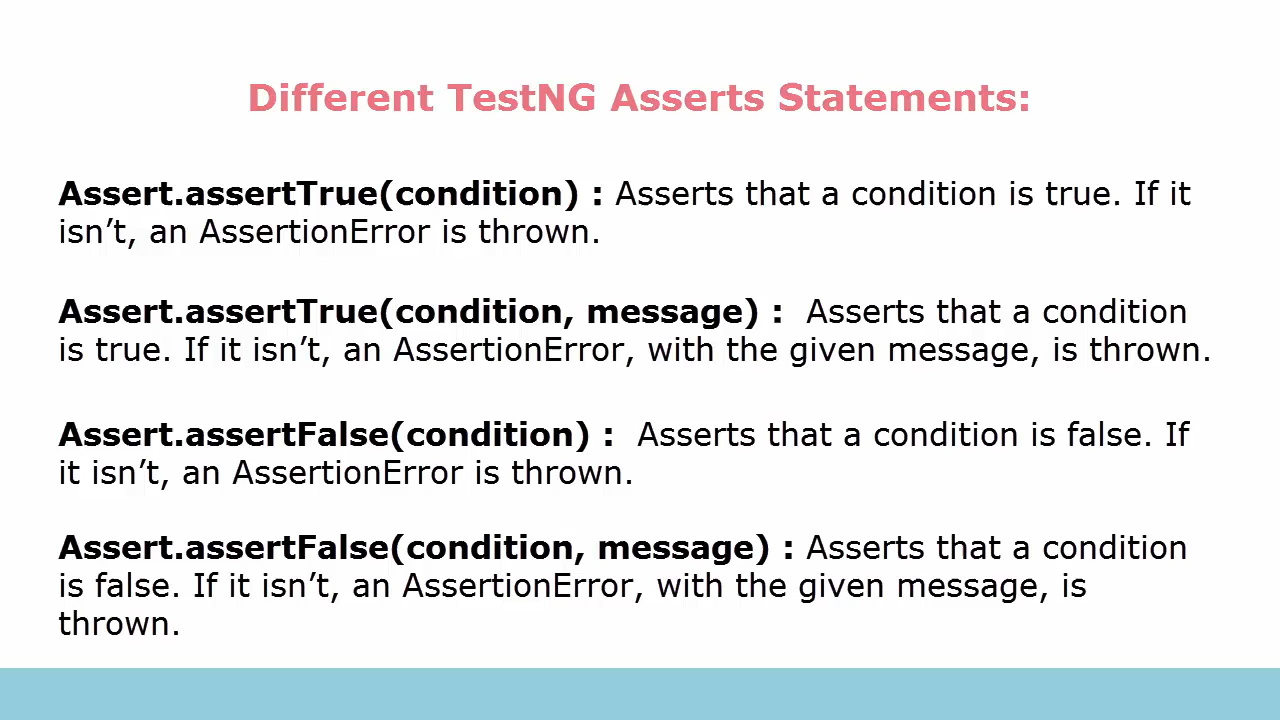 Different TestNG Asserts Statements:
Assert.assertTrue(condition) : Asserts that a condition is true. If it
isn’t, an AssertionError is thrown.
Assert.assertTrue(condition, message) :  Asserts that a condition
is true. If it isn’t, an AssertionError, with the given message, is thrown.
Assert.assertFalse(condition) :  Asserts that a condition is false. If
it isn’t, an AssertionError is thrown.
Assert.assertFalse(condition, message) : Asserts that a condition
is false. If it isn’t, an AssertionError, with the given message, is
thrown.